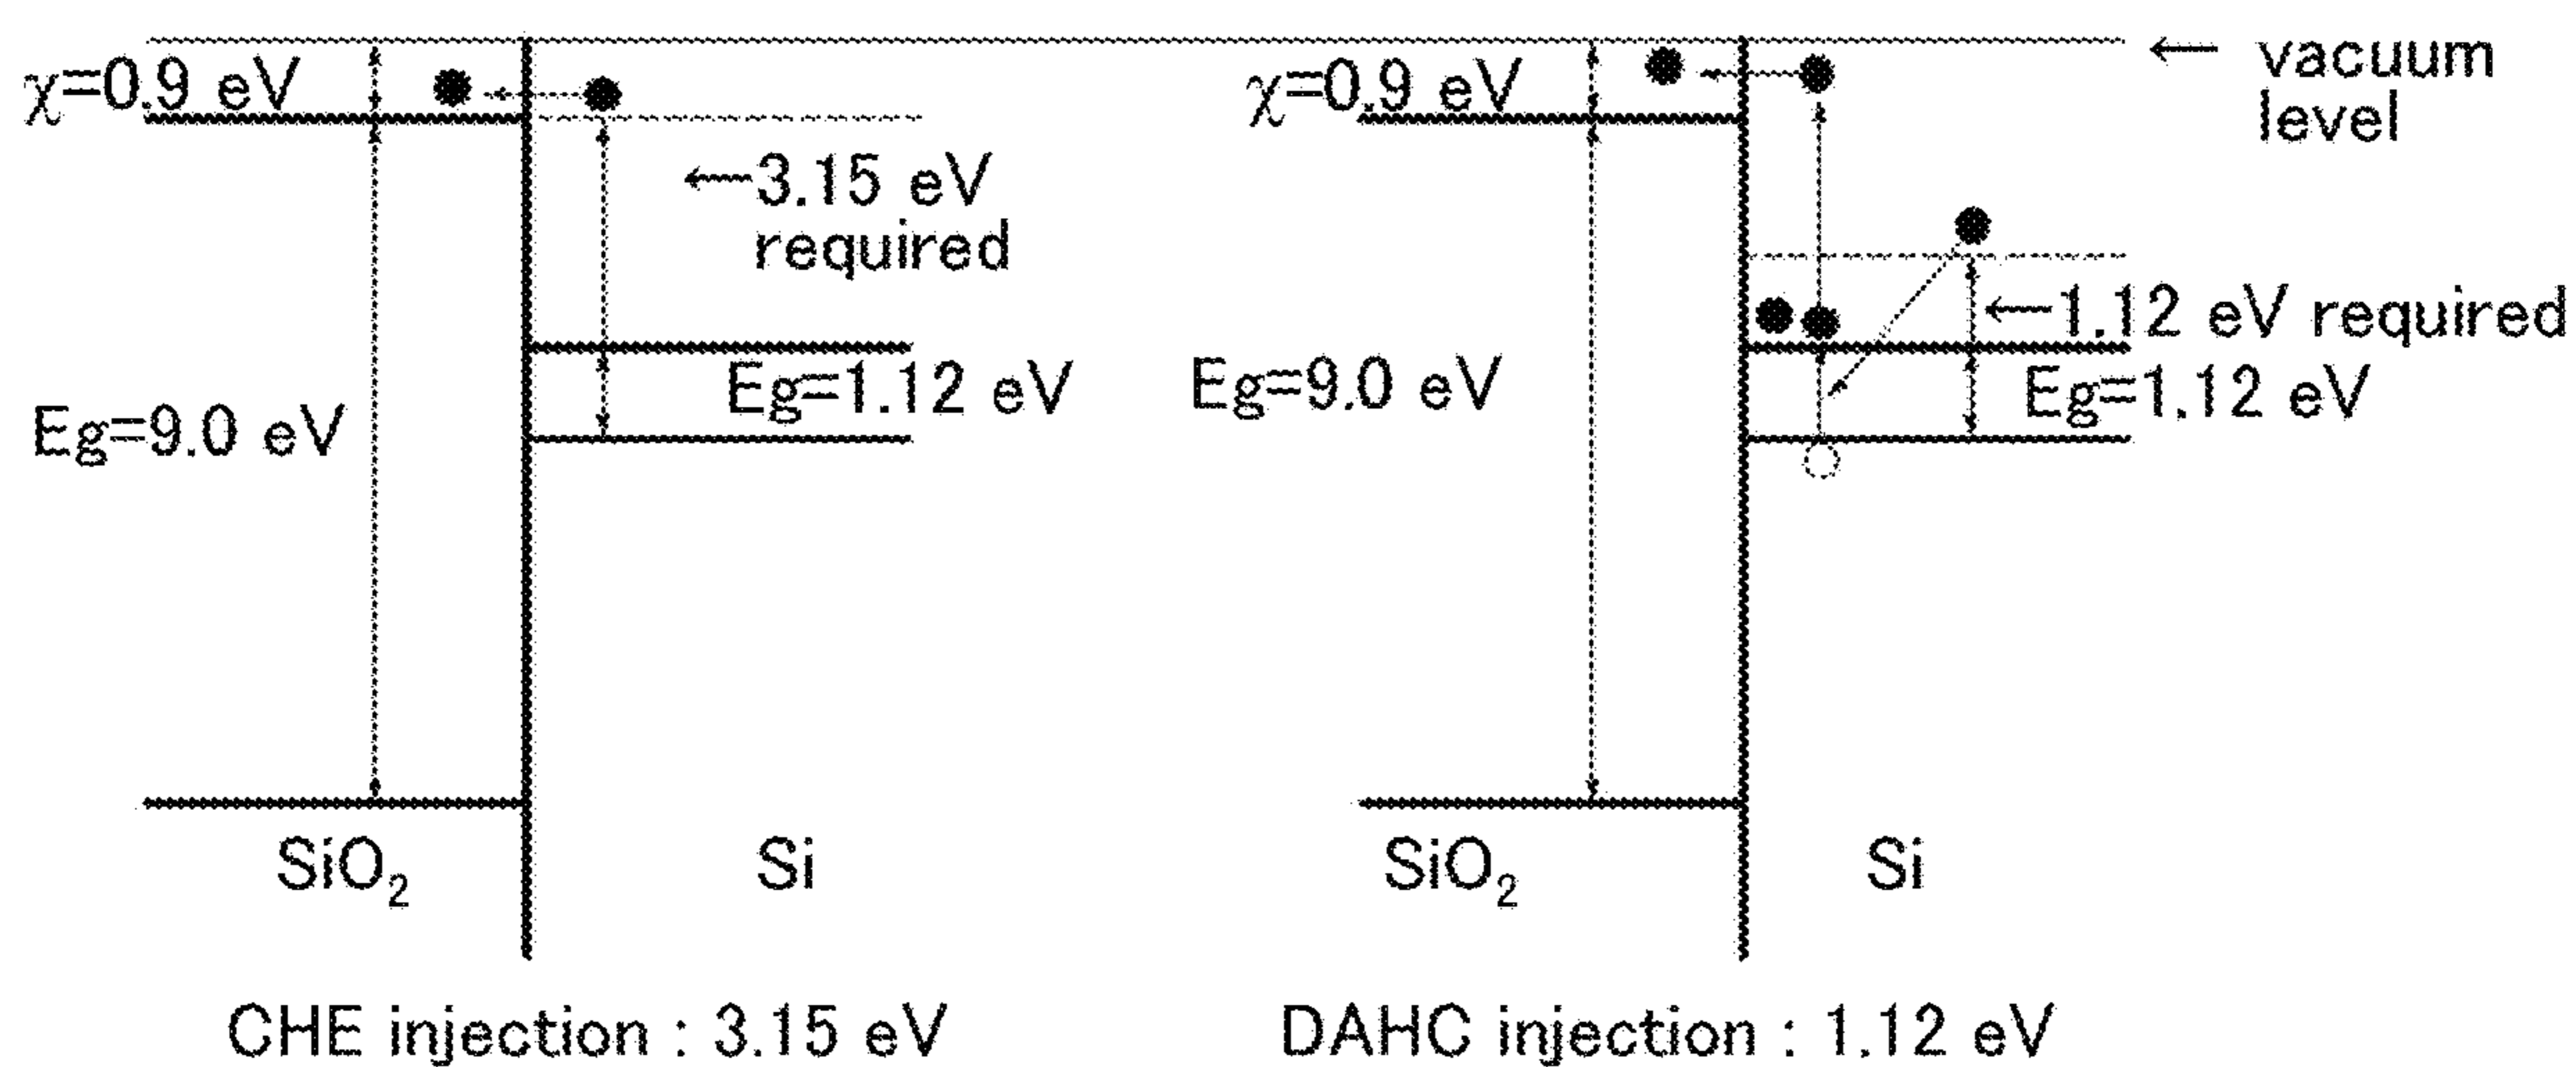 χ=0.9 eV
←3.15 eV
required
Eg=1.12 eV
Eg=9.0 eV
SiO₂
Si
CHE injection : 3.15 eV
χ=0.9 eV
← vacuum
level
←1.12 eV required
Eg=9.0 eV
Eg=1.12 eV
SiO₂
Si
DAHC injection : 1.12 eV